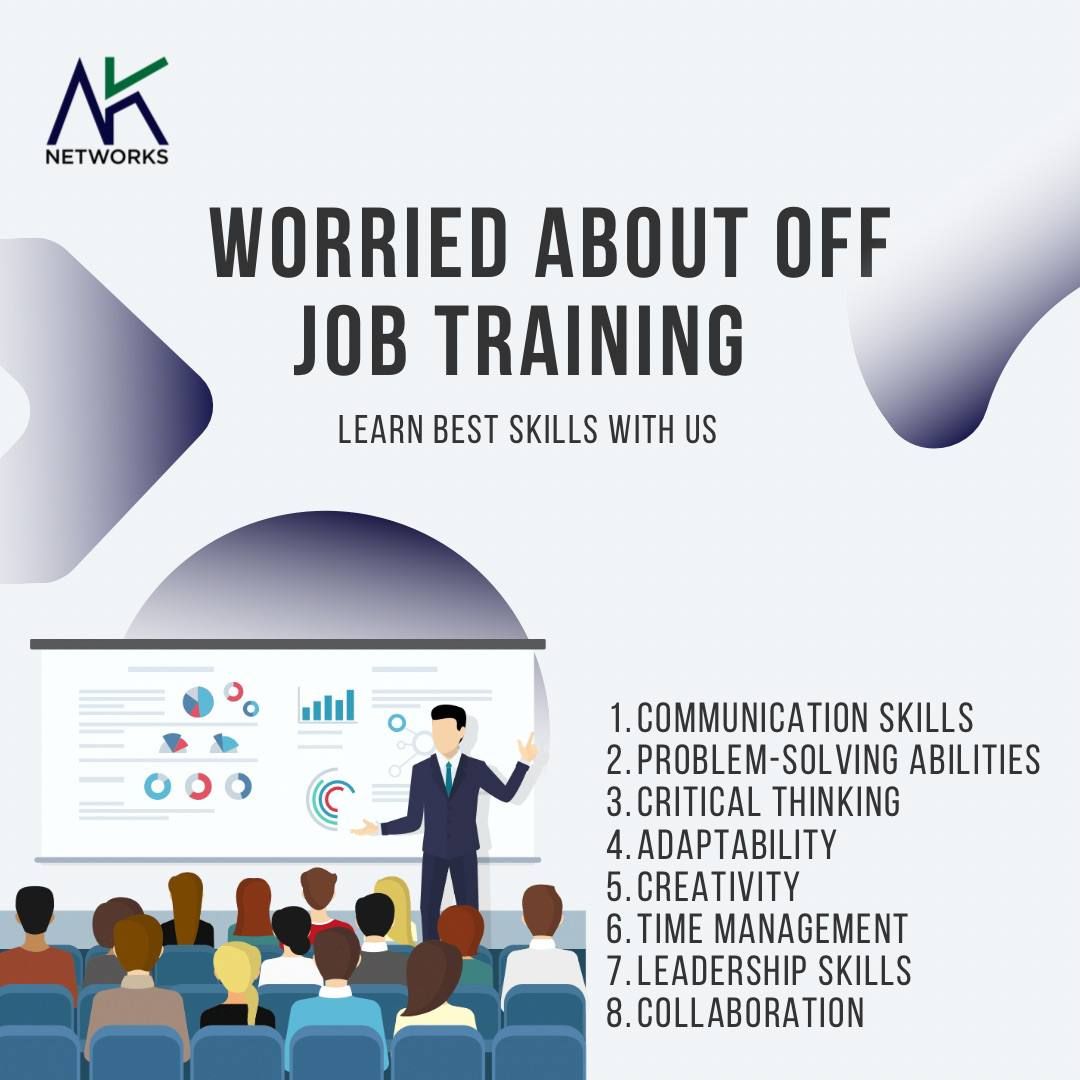 AK
NETWORKS
WORRIED ABOUT OFF
JOB TRAINING
LEARN BEST SKILLS WITH US
1. COMMUNICATION SKILLS
2. PROBLEM-SOLVING ABILITIES
3. CRITICAL THINKING
4. ADAPTABILITY
5. CREATIVITY
6. TIME MANAGEMENT
7. LEADERSHIP SKILLS
8. COLLABORATION